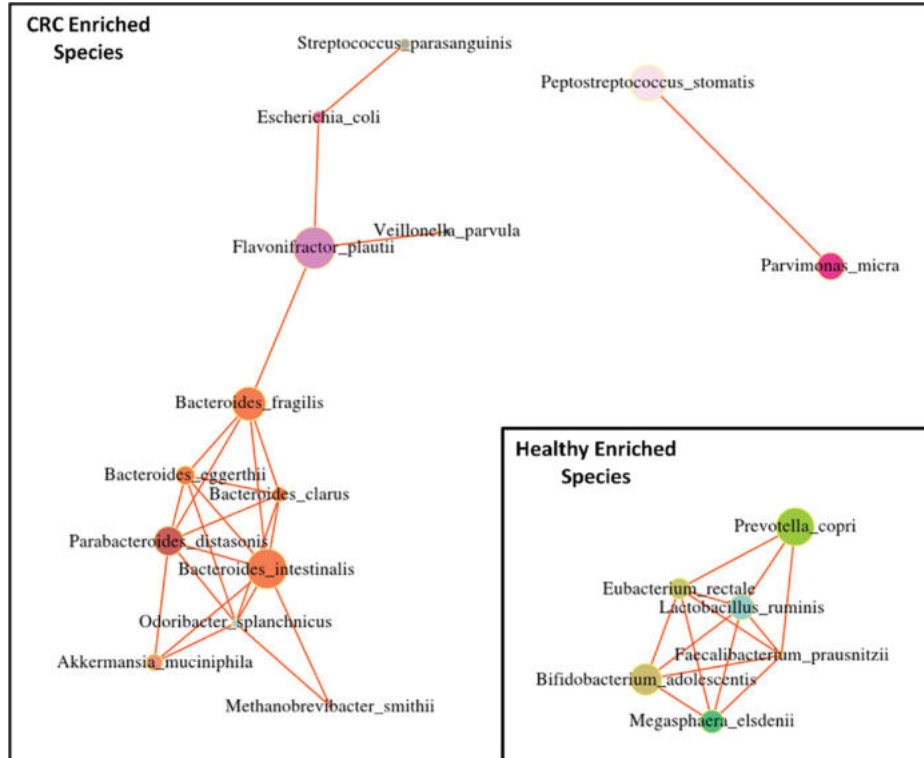 CRC Enriched
Species
Streptococcus_parasanguinis
Peptostreptococcus_stomatis
Escherichia_coli
Veillonella_parvula
Flavonifractor_plautii
Parvimonas_micra
Bacteroides_fragilis
Healthy Enriched
Species
Bacteroides_eggerthii
Bacteroides_clarus
Prevotella_copri
Parabacteroides_distasonis
Bacteroides_intestinalis
Eubacterium_rectale
Lactobacillus_ruminis
Odoribacter_splanchnicus
Faecalibacterium_prausnitzii
Akkermansia_muciniphila
Bifidobacterium_adolescentis
Methanobrevibacter_smithii
Megasphaera_elsdenii